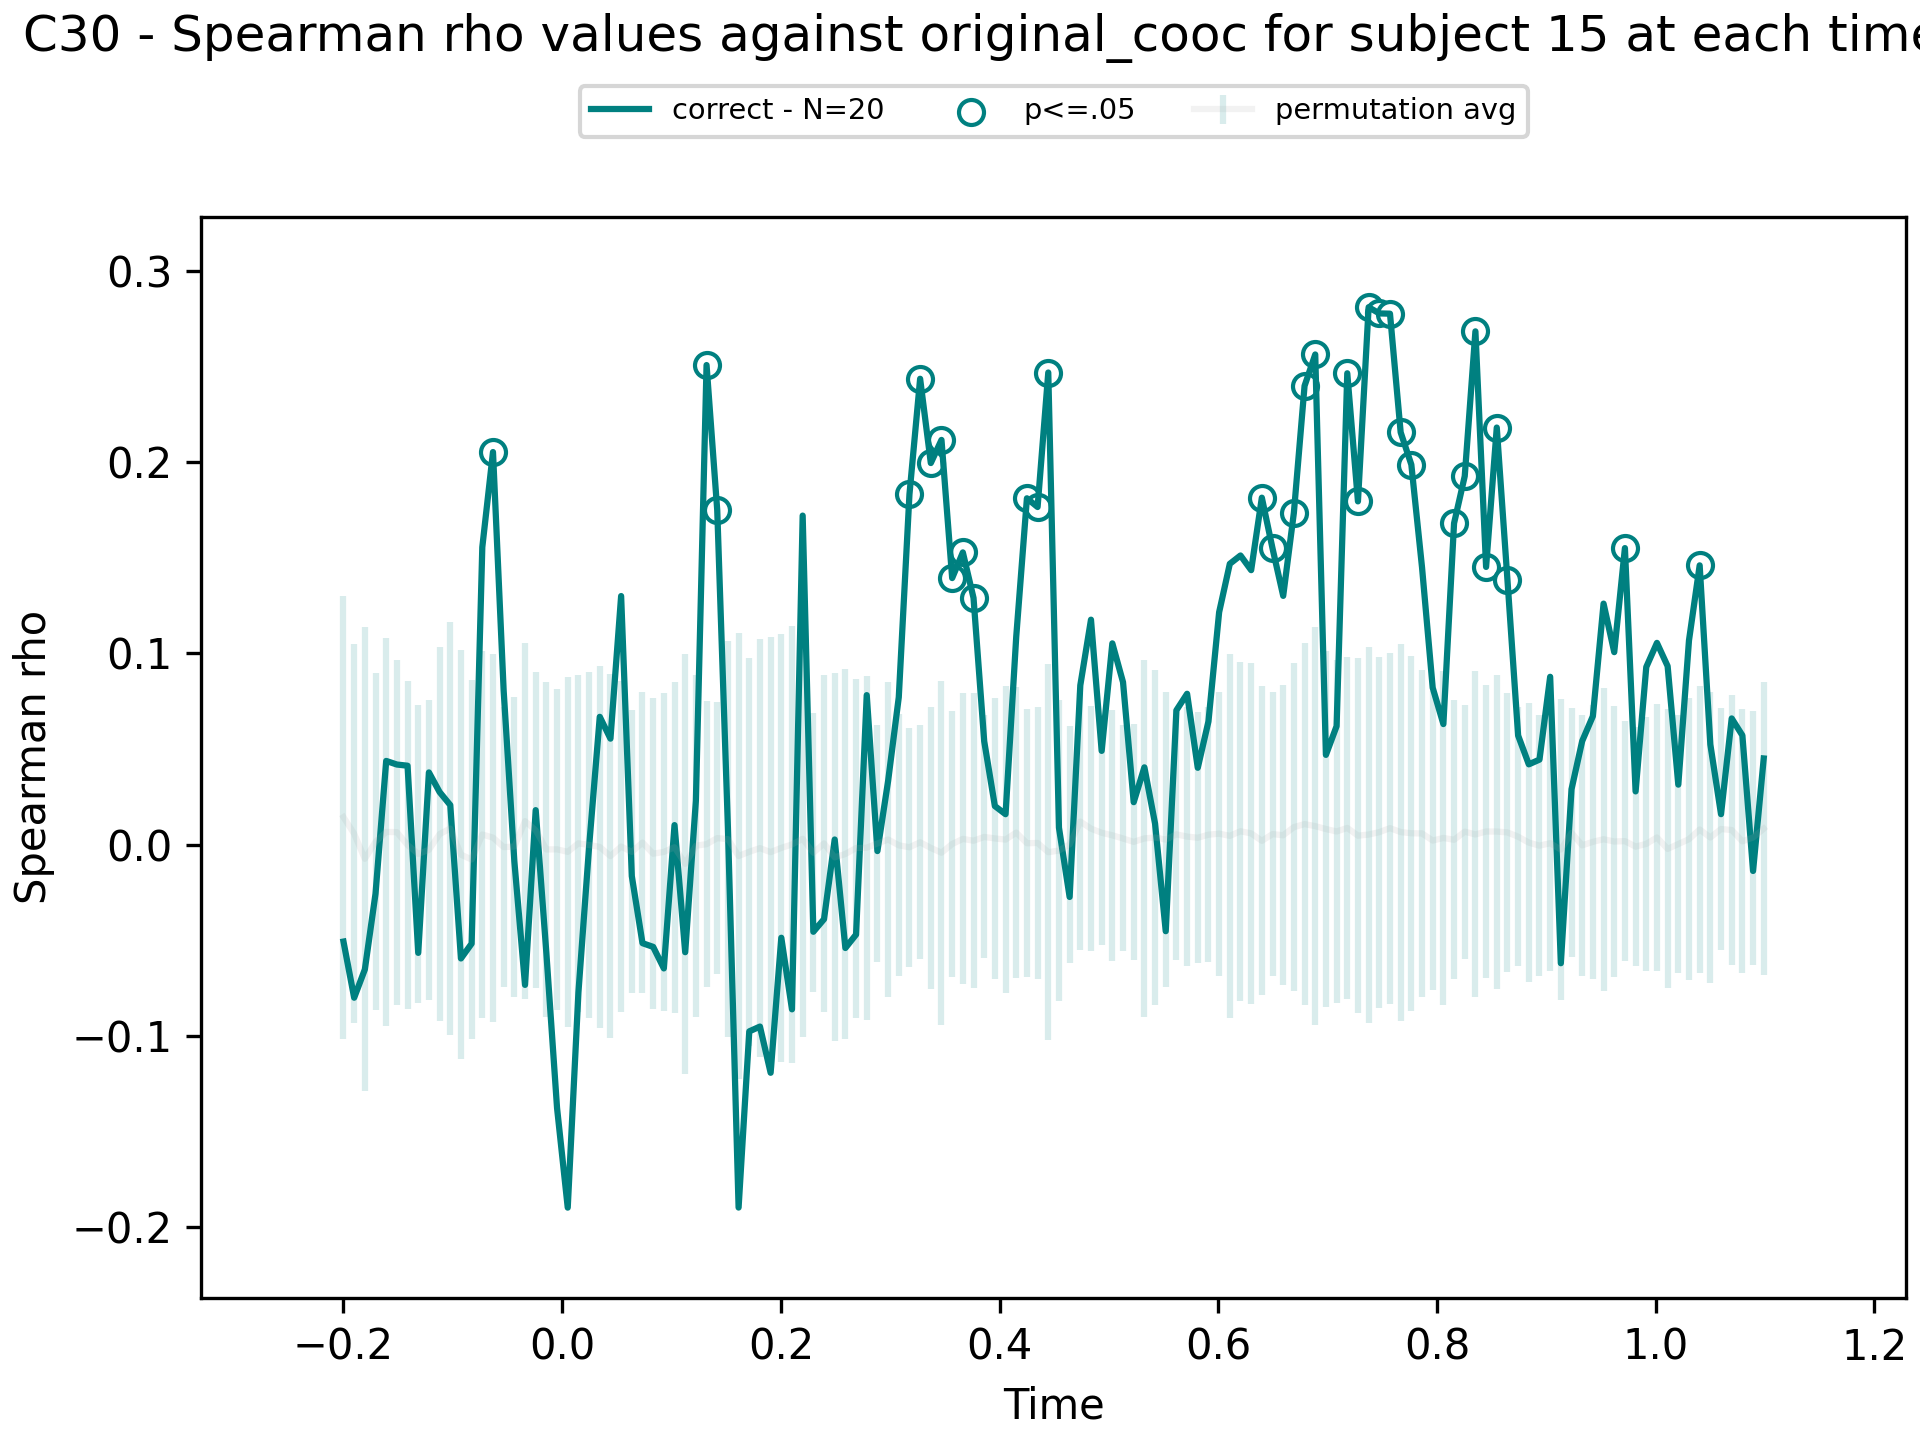 C30 - Spearman rho values against original_cooc for subject 15 at each time
correct - N=20 p<=.05 permutation avg
0.3
0.2
0.1
0.0
−0.1
−0.2
Spearman rho
−0.2 0.0 0.2 0.4 0.6 0.8 1.0 1.2
Time